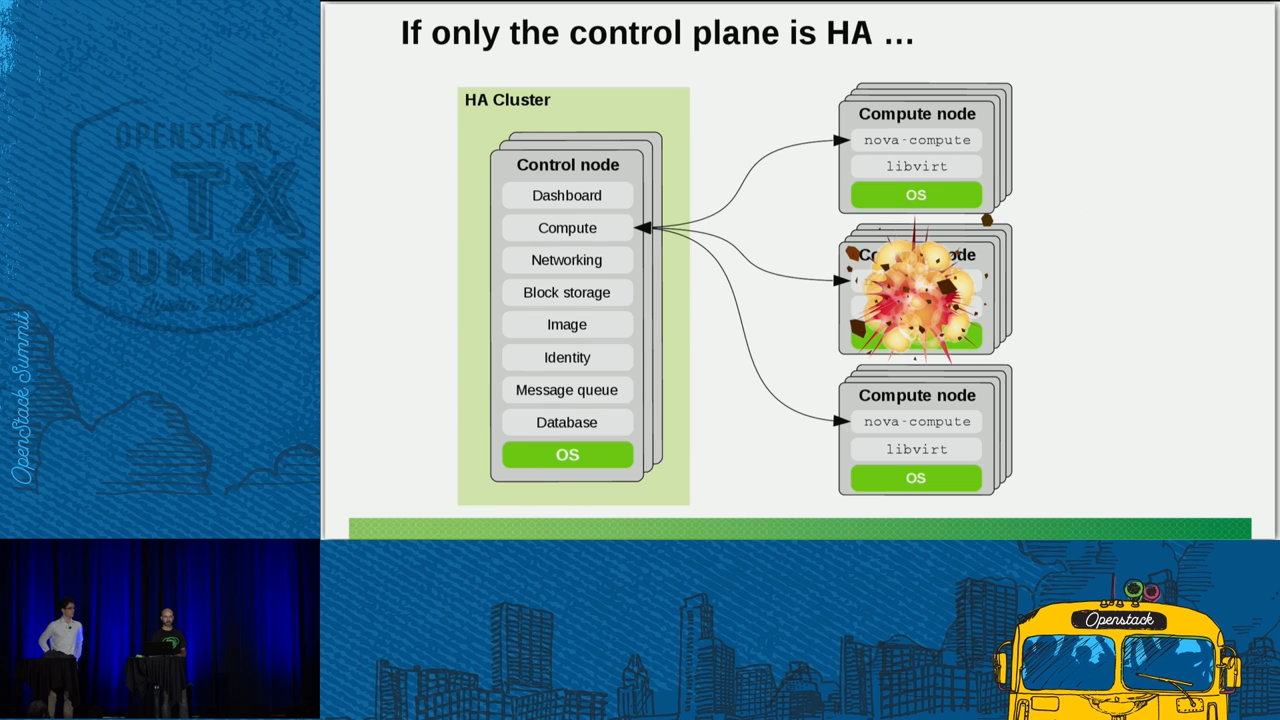 If only the control plane is HA ...
HA Cluster
Control node
Dashboard
Compute
Networking
Block storage
Image
Identity
Message queue
Database
OS
Compute node
nova-compute
libvirt
OS
Compute node
nova-compute
libvirt
OS
OPENSTACK
ATX
SUMMIT
OpenStack Summit
Openstack